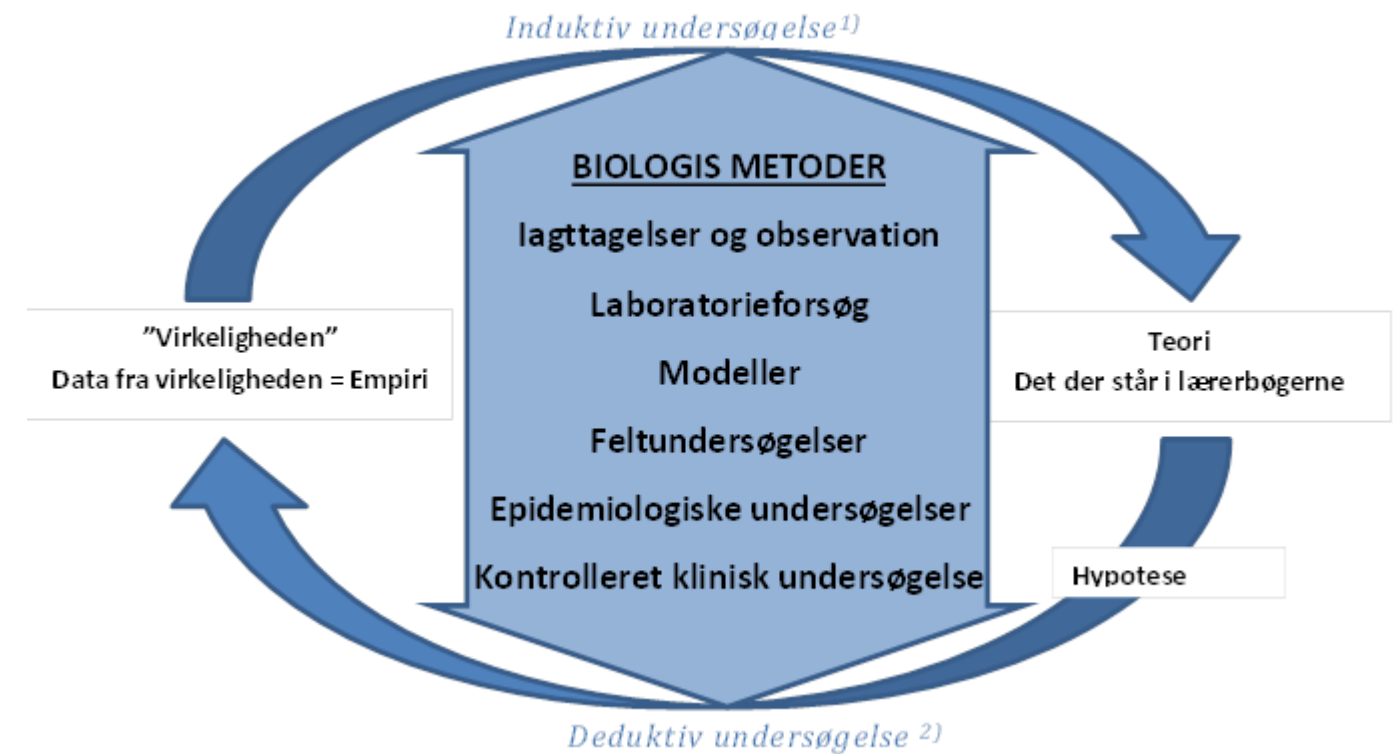 Induktiv undersøgelse1)
BIOLOGIS METODER
Iagttagelser og observation
Laboratorieforsøg
Modeller
Feltundersøgelser
Epidemiologiske undersøgelser
Kontrolleret klinisk undersøgelse
"Virkeligheden"
Data fra virkeligheden = Empiri
Teori
Det der står i lærerbøgerne
Hypotese
Deduktiv undersøgelse 2)